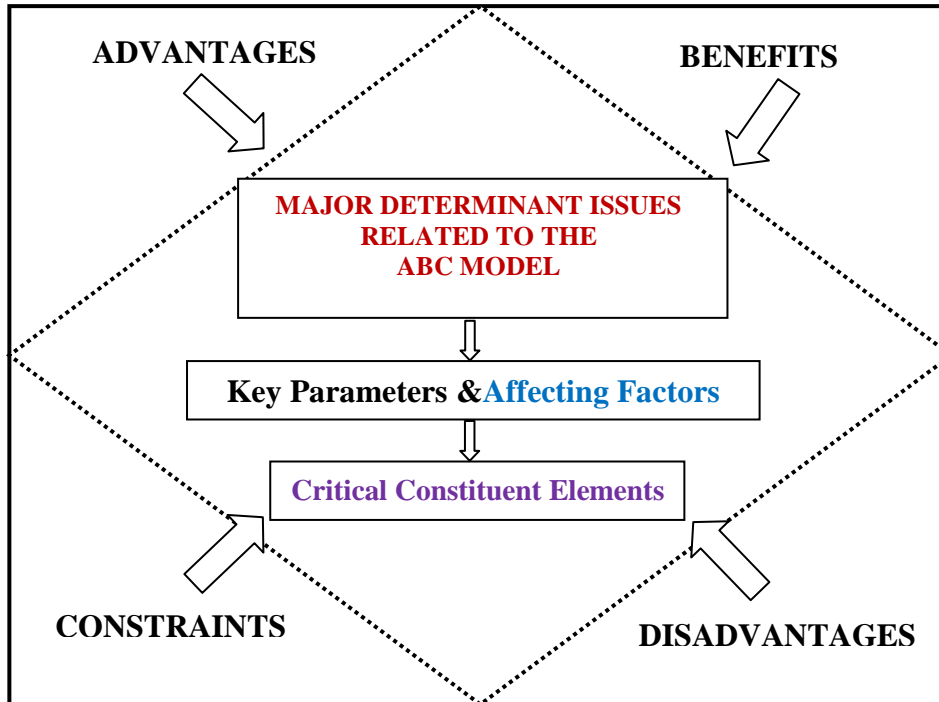 ADVANTAGES
BENEFITS
MAJOR DETERMINANT ISSUES
RELATED TO THE
ABC MODEL
Key Parameters &Affecting Factors
Critical Constituent Elements
CONSTRAINTS
DISADVANTAGES